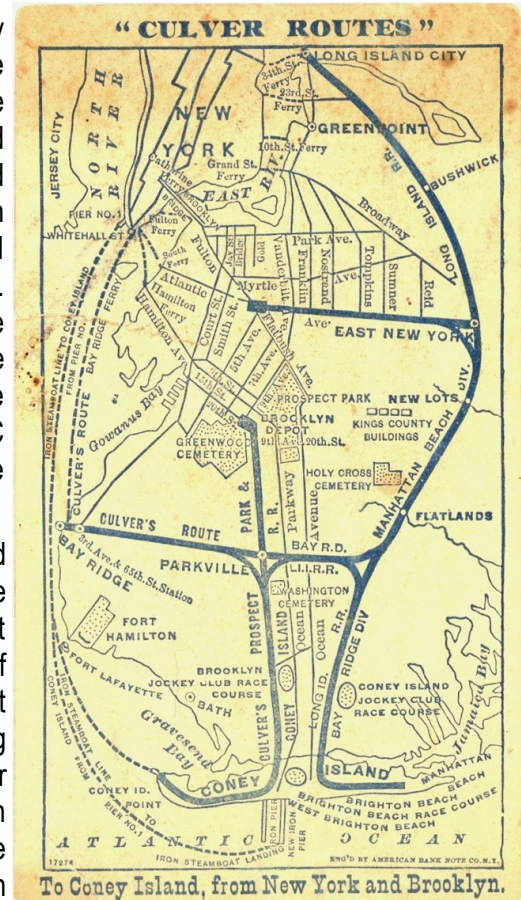 “CULVER ROUTES”
LONG ISLAND CITY
34th.St.
Ferry
23rd.St.
Ferry
NORTH
RIVER
NEW
YORK
JERSEY CITY
GREENPOINT
10th.St.Ferry
Grand St.
Ferry
Catharine
Ferry
BRIDGE
BROOKLYN
EAST
RIV.
BUSHWICK
Broadway
LONG ISLAND R.R.
PIER NO.1
WHITEHALL ST.
Fulton
Ferry
South
Ferry
Fulton
Jay St.
Bridge
Gold
Vanderbilt Ave.
Park Ave.
Franklin
Nostrand
Ave.
Tompkins
Sumner
Reid
Atlantic
Myrtle
Hamilton
Ferry
Hamilton Av.
Court St.
Smith St.
5th.Ave.
7th.Ave.
Flatbush Ave.
Ave.
EAST NEW YORK
IRON STEAMBOAT LINE TO CONEY ISLAND
FROM PIER NO.1
CULVER'S ROUTE
BAY RIDGE FERRY
Gowanus Bay
PROSPECT PARK
NEW LOTS
BROOKLYN
DEPOT
9th Av. 20th.St.
KINGS COUNTY
BUILDINGS
GREENWOOD
CEMETERY
HOLY CROSS
CEMETERY
MANHATTAN BEACH DIV.
FLATLANDS
CULVER'S ROUTE
3rd.Ave.& 65th.St.Station
BAY RIDGE
PARK &
R.R.
Parkway
Avenue
BAY R.D.
PARKVILLE
L.I.R.R.
WASHINGTON
CEMETERY
FORT
HAMILTON
PROSPECT
ISLAND
Ocean
Ocean
R.R.
BAY RIDGE DIV
FORT LAFAYETTE
BROOKLYN
JOCKEY CLUB RACE
COURSE
BATH
CULVER'S
CONEY
LONG ID.
CONEY ISLAND
JOCKEY CLUB
RACE COURSE
Jamaica Bay
Gravesend
Bay
IRON STEAMBOAT LINE
TO
PIER NO.1
CONEY ISLAND FROM
CONEY ID.
POINT
CONEY
ISLAND
MANHATTAN
BEACH
BRIGHTON BEACH
BRIGHTON BEACH RACE COURSE
WEST BRIGHTON BEACH
IRON PIER
NEW IRON
PIER
ATLANTIC OCEAN
IRON STEAMBOAT LANDING
17274
ENG'D BY AMERICAN BANK NOTE CO.N.Y.
To Coney Island, from New York and Brooklyn.